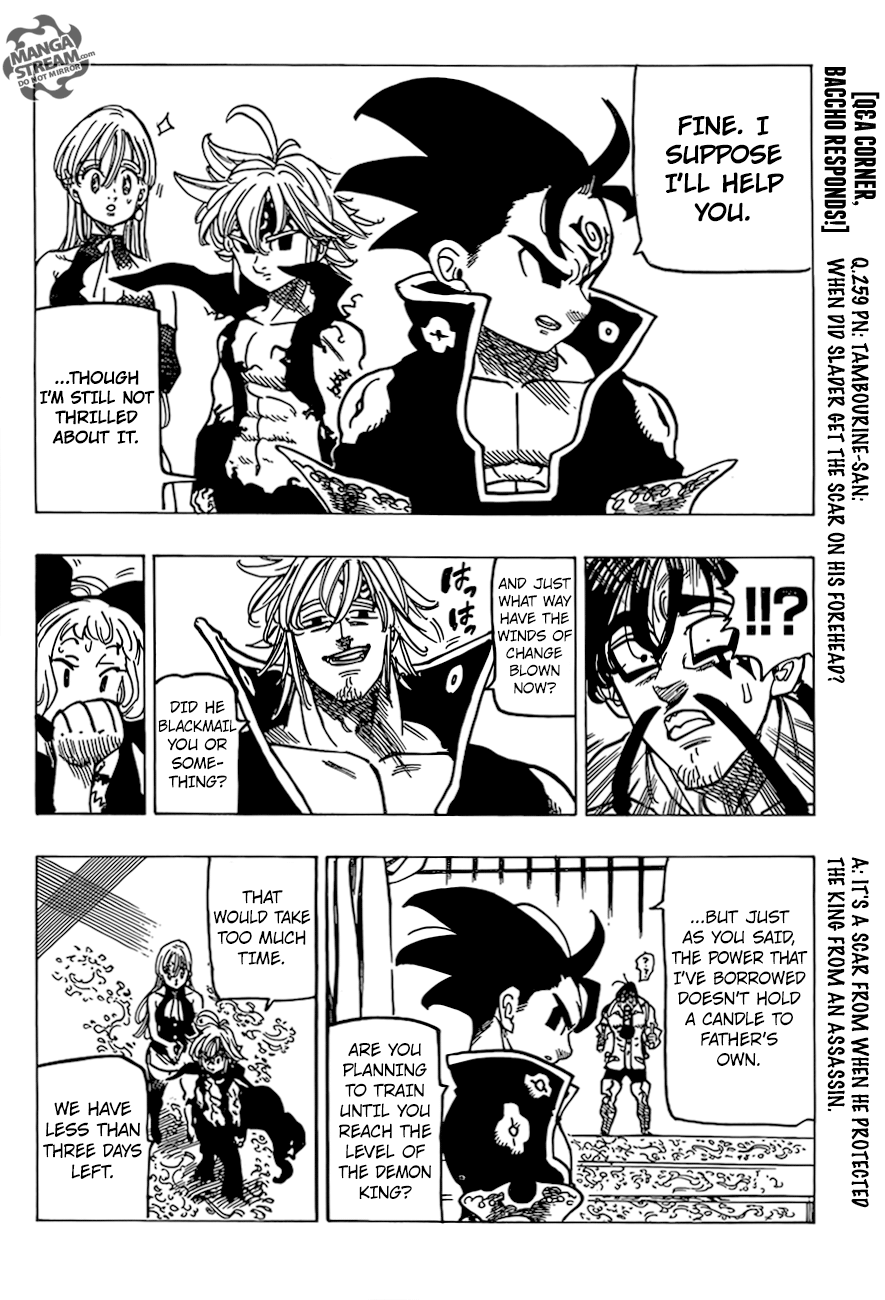 MANGA
STREAM.com
DO NOT MIRROR
FINE. I
SUPPOSE
I'LL HELP
YOU.
...THOUGH
I'M STILL NOT
THRILLED
ABOUT IT.
!!?
AND JUST
WHAT WAY
HAVE THE
WINDS OF
CHANGE
BLOWN
NOW?
はっはっ
DID HE
BLACKMAIL
YOU OR
SOME-
THING?
...BUT JUST
AS YOU SAID,
THE POWER THAT
I'VE BORROWED
DOESN'T HOLD
A CANDLE TO
FATHER'S
OWN.
??
ARE YOU
PLANNING
TO TRAIN
UNTIL YOU
REACH THE
LEVEL OF
THE DEMON
KING?
THAT
WOULD TAKE
TOO MUCH
TIME.
WE HAVE
LESS THAN
THREE DAYS
LEFT.
[Q&A CORNER,
BACCHO RESPONDS!]
Q.259 PN: TAMBOURINE-SAN:
WHEN DID SLADER GET THE SCAR ON HIS FOREHEAD?
A: IT'S A SCAR FROM WHEN HE PROTECTED
THE KING FROM AN ASSASSIN.